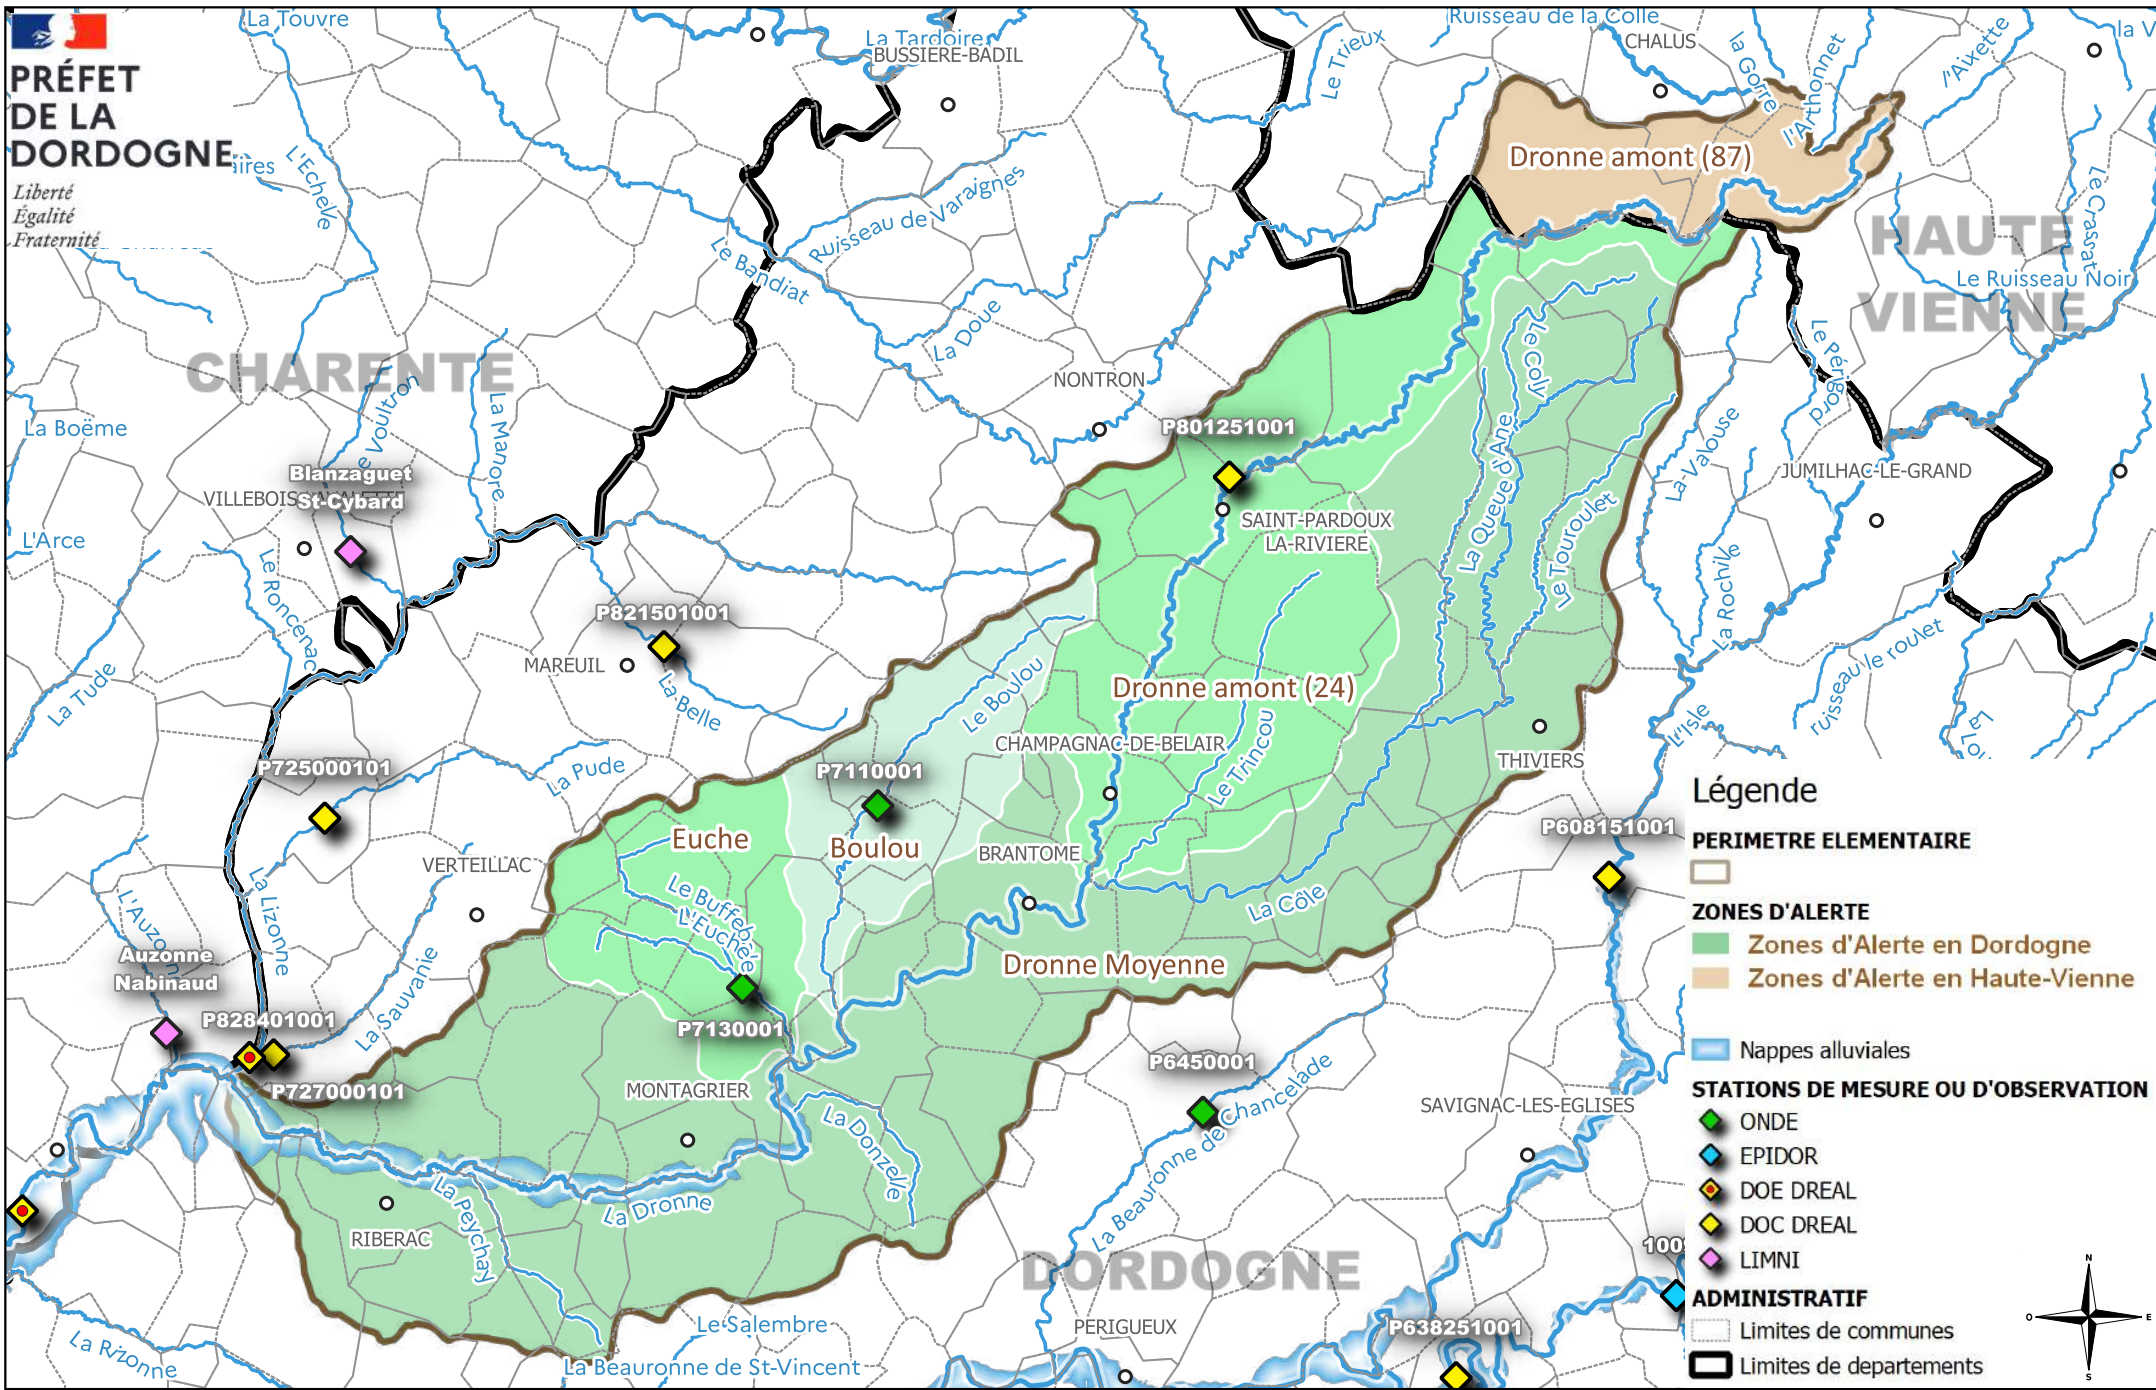 PRÉFET
DE LA
DORDOGNE
Liberté
Égalité
Fraternité
La Touvre
L'Echelle
La Tardoire
BUSSIERE-BADIL
Le Trieux
Ruisseau de la Colle
CHALUS
la Gorre
l'Arthonnet
l'Aixette
la V
Le Crassat
HAUTE
VIENNE
Le Ruisseau Noir
Dronne amont (87)
Ruisseau de Varaignes
Le Bandiat
La Doue
NONTRON
CHARENTE
Le Voultron
La Manore
La Boëme
Blanzaguet
St-Cybard
L'Arce
Le Roncenac
La Tude
P801251001
SAINT-PARDOUX
LA-RIVIERE
Le Coly
La Queue d'Ane
Le Touroulet
La Valouse
Le Périgord
JUMILHAC-LE-GRAND
La Rochille
ruisseau le roulet
L'Isle
La Lou
P821501001
MAREUIL
La Belle
Le Boulou
Dronne amont (24)
CHAMPAGNAC-DE-BELAIR
Le Trincou
THIVIERS
P725000101
La Pude
P7110001
Euche
Boulou
BRANTOME
VERTEILLAC
La Lizonne
L'Auzonne
Le Buffebale
L'Euche
La Côle
P608151001
Dronne Moyenne
Auzonne
Nabinaud
La Sauvanie
P828401001
P727000101
P7130001
MONTAGRIER
P6450001
La Beauronne de Chancelade
SAVIGNAC-LES-EGLISES
La Donzelle
La Dronne
La Peychay
RIBERAC
DORDOGNE
100
PERIGUEUX
P638251001
Le Salembre
La Beauronne de St-Vincent
La Rizonne
Légende
PERIMETRE ELEMENTAIRE
ZONES D'ALERTE
Zones d'Alerte en Dordogne
Zones d'Alerte en Haute-Vienne
Nappes alluviales
STATIONS DE MESURE OU D'OBSERVATION
ONDE
EPIDOR
DOE DREAL
DOC DREAL
LIMNI
ADMINISTRATIF
Limites de communes
Limites de departements
N
O
E
S